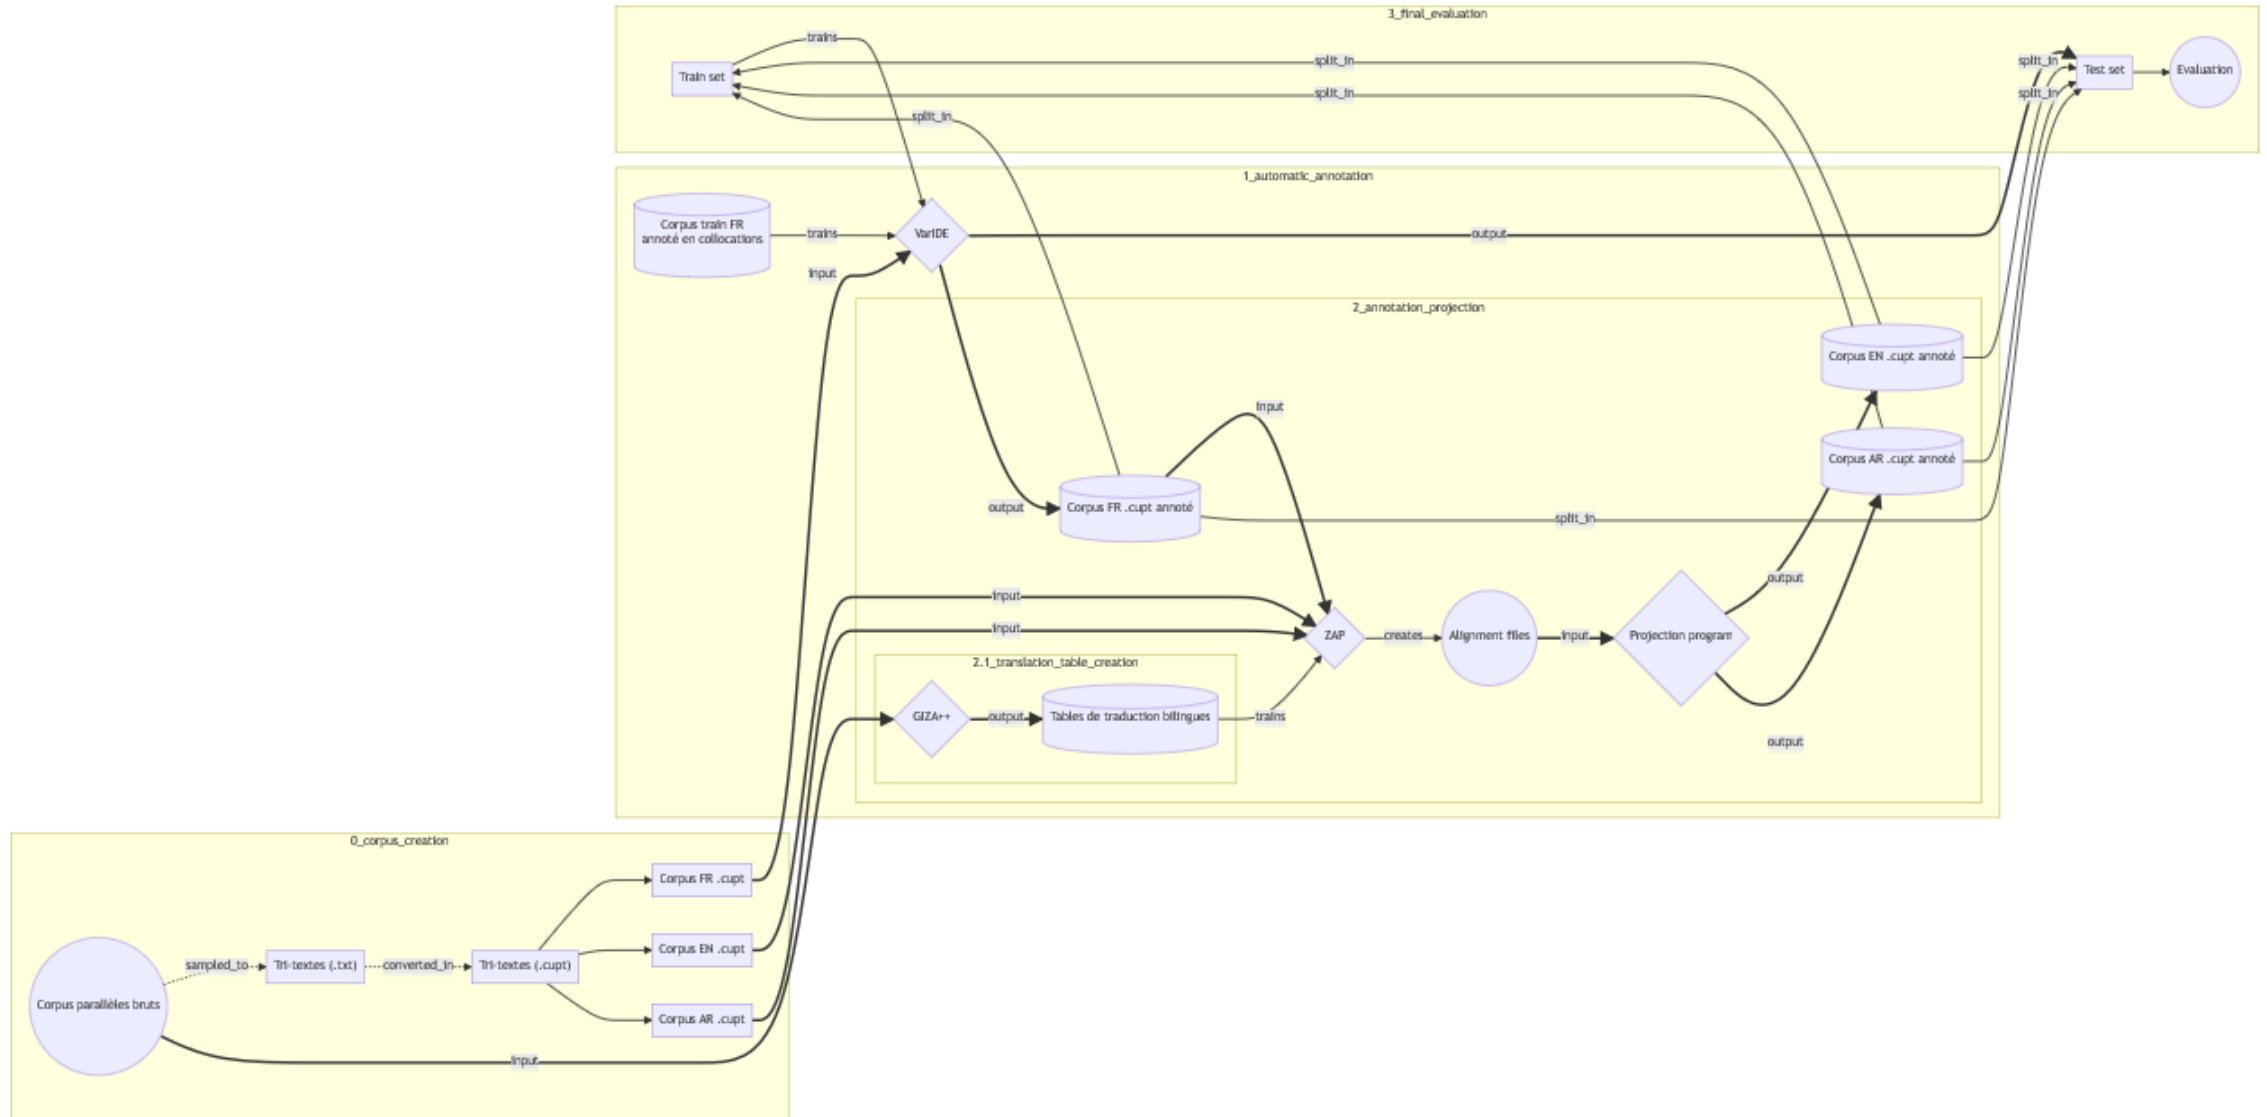 3_final_evaluation
trains
Train set
split_in
split_in
split_in
split_in
split_in
Test set
Evaluation
1_automatic_annotation
Corpus train FR
annoté en collocations
trains
VarIDE
output
input
2_annotation_projection
Corpus EN .cupt annoté
input
Corpus AR .cupt annoté
output
Corpus FR .cupt annoté
split_in
output
input
input
ZAP
creates
Alignment files
input
Projection program
2.1_translation_table_creation
GIZA++
output
Tables de traduction bilingues
trains
output
0_corpus_creation
Corpus FR .cupt
Corpus EN .cupt
sampled_to
Tri-textes (.txt)
converted_in
Tri-textes (.cupt)
Corpus parallèles bruts
Corpus AR .cupt
input